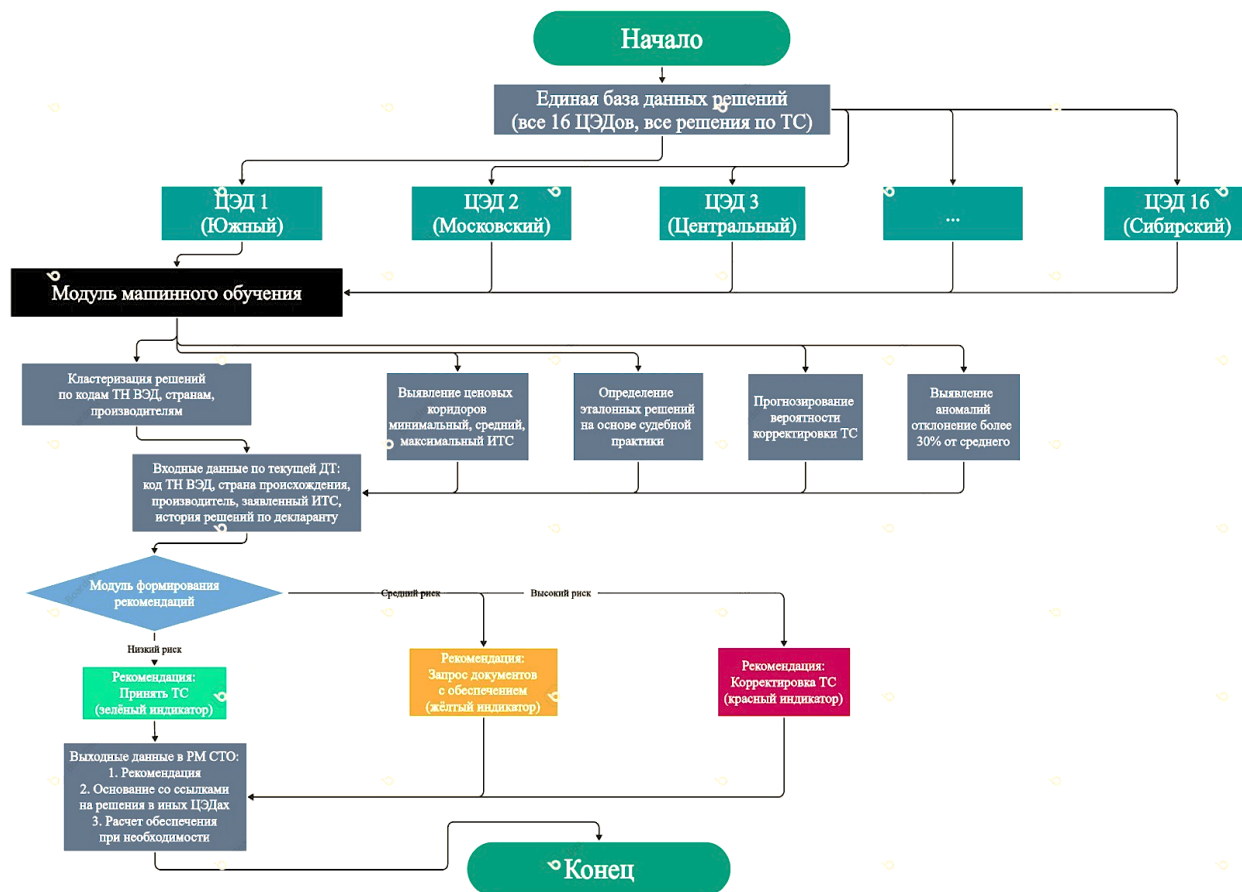 Начало
Единая база данных решений
(все 16 ЦЭДов, все решения по ТС)
ЦЭД 1
(Южный)
ЦЭД 2
(Московский)
ЦЭД 3
(Центральный)
...
ЦЭД 16
(Сибирский)
Модуль машинного обучения
Кластеризация решений
по кодам ТН ВЭД, странам,
производителям
Выявление ценовых
коридоров
минимальный, средний,
максимальный ИТС
Определение
эталонных решений
на основе судебной
практики
Прогнозирование
вероятности
корректировки ТС
Выявление
аномалий
отклонение более
30% от среднего
Входные данные по текущей ДТ:
код ТН ВЭД, страна происхождения,
производитель, заявленный ИТС,
история решений по декларанту
Модуль формирования
рекомендаций
Средний риск
Высокий риск
Низкий риск
Рекомендация:
Принять ТС
(зелёный индикатор)
Рекомендация:
Запрос документов
с обеспечением
(жёлтый индикатор)
Рекомендация:
Корректировка ТС
(красный индикатор)
Выходные данные в РМ СТО:
1. Рекомендация
2. Основание со ссылками
на решения в иных ЦЭДах
3. Расчет обеспечения
при необходимости
Конец